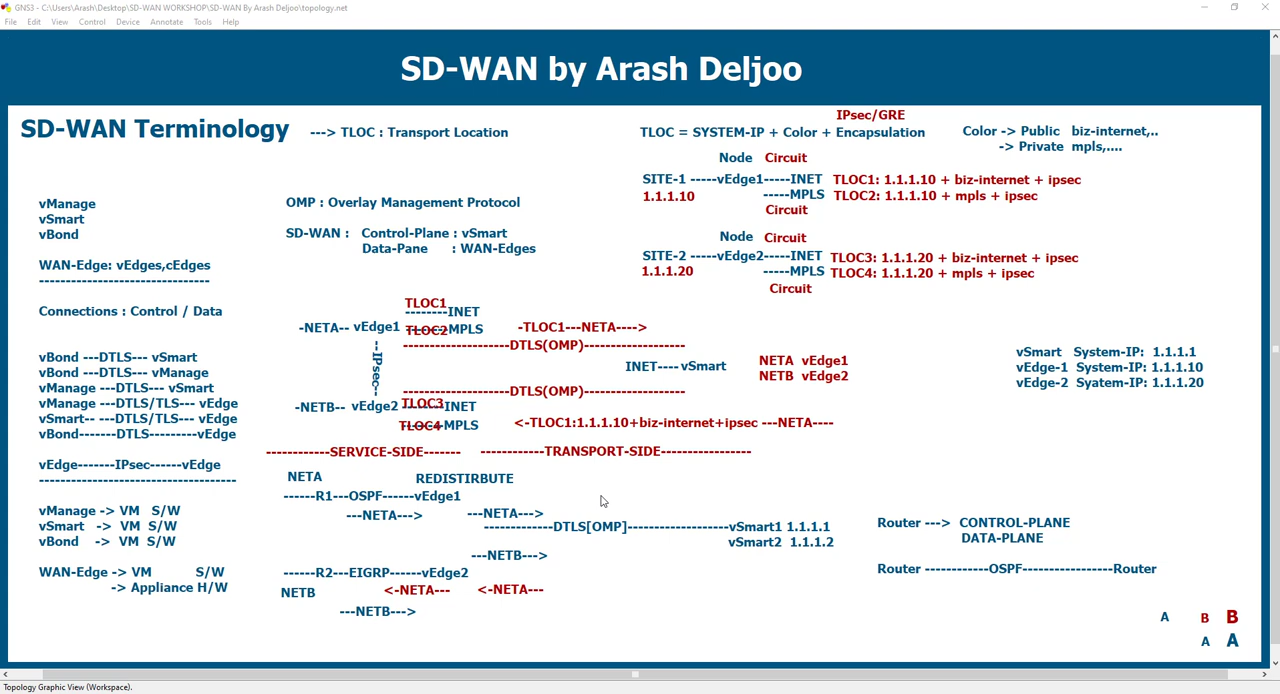 GNS3 - C:\Users\Arash\Desktop\SD-WAN WORKSHOP\SD-WAN By Arash Deljoo\topology.net
File Edit View Control Device Annotate Tools Help
SD-WAN by Arash Deljoo
SD-WAN Terminology
---> TLOC : Transport Location
IPsec/GRE
TLOC = SYSTEM-IP + Color + Encapsulation
Color -> Public biz-internet,..
-> Private mpls,....
Node Circuit
SITE-1 -----vEdge1-----INET TLOC1: 1.1.1.10 + biz-internet + ipsec
1.1.1.10 -----MPLS TLOC2: 1.1.1.10 + mpls + ipsec
Circuit
Node Circuit
SITE-2 -----vEdge2-----INET TLOC3: 1.1.1.20 + biz-internet + ipsec
1.1.1.20 -----MPLS TLOC4: 1.1.1.20 + mpls + ipsec
Circuit
vManage
vSmart
vBond
WAN-Edge: vEdges,cEdges
---------------------------------
Connections : Control / Data
vBond ---DTLS--- vSmart
vBond ---DTLS--- vManage
vManage ---DTLS--- vSmart
vManage ---DTLS/TLS--- vEdge
vSmart-- ---DTLS/TLS--- vEdge
vBond-------DTLS---------vEdge
vEdge-------IPsec------vEdge
--------------------------------------
vManage -> VM S/W
vSmart -> VM S/W
vBond -> VM S/W
WAN-Edge -> VM S/W
-> Appliance H/W
OMP : Overlay Management Protocol
SD-WAN : Control-Plane : vSmart
Data-Pane : WAN-Edges
TLOC1
--------INET
-NETA-- vEdge1
TLOC2
--------MPLS
-TLOC1---NETA---->
---------------------DTLS(OMP)--------------------
--IPsec--
INET----vSmart
NETA vEdge1
NETB vEdge2
---------------------DTLS(OMP)--------------------
-NETB-- vEdge2
TLOC3
--------INET
TLOC4
--------MPLS
<-TLOC1:1.1.1.10+biz-internet+ipsec ---NETA----
------------SERVICE-SIDE-------
------------TRANSPORT-SIDE-----------------
vSmart System-IP: 1.1.1.1
vEdge-1 System-IP: 1.1.1.10
vEdge-2 Syatem-IP: 1.1.1.20
NETA REDISTIRBUTE
------R1---OSPF------vEdge1
---NETA---> ---NETA--->
-------------DTLS[OMP]-------------------vSmart1 1.1.1.1
vSmart2 1.1.1.2
---NETB--->
------R2---EIGRP------vEdge2
NETB <-NETA--- <-NETA---
---NETB--->
Router ---> CONTROL-PLANE
DATA-PLANE
Router ------------OSPF----------------Router
A B B
A A
Topology Graphic View (Workspace).